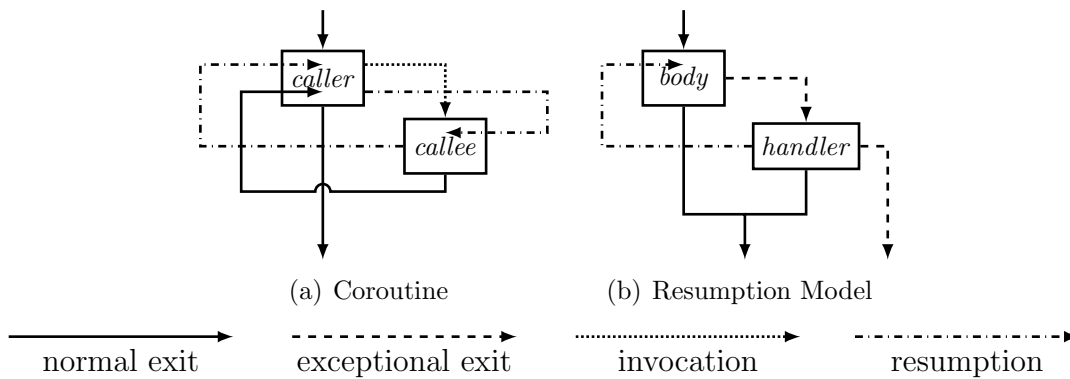 caller
callee
body
handler
(a) Coroutine
(b) Resumption Model
normal exit
exceptional exit
invocation
resumption